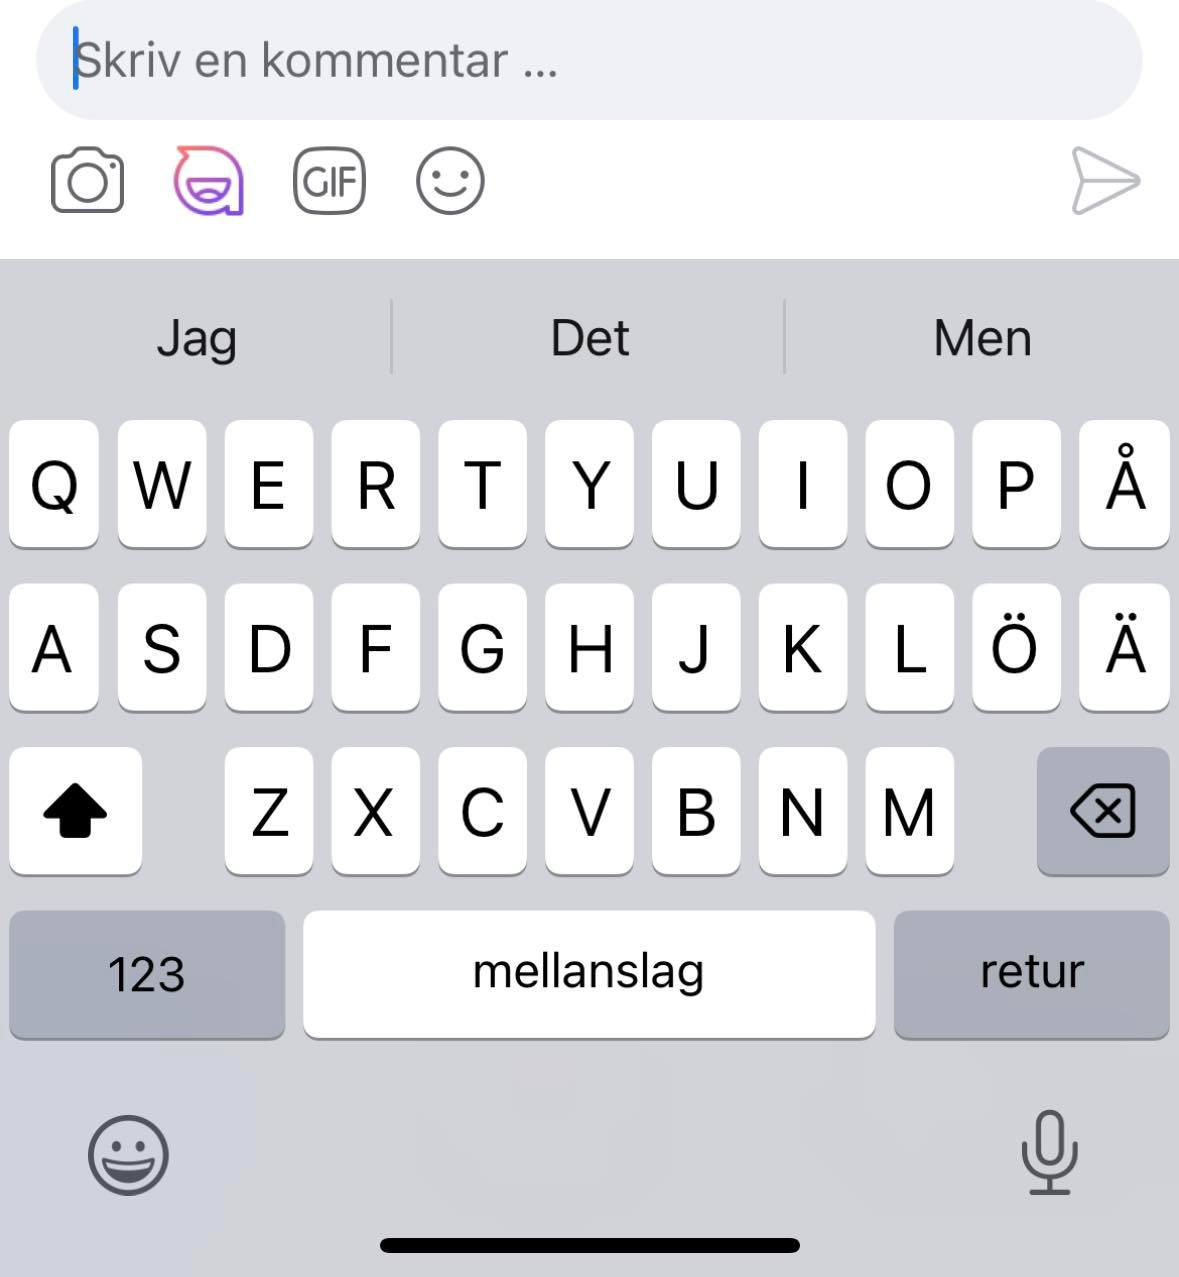 Skriv en kommentar ...
GIF
Jag Det Men
Q W E R T Y U I O P Å
A S D F G H J K L Ö Ä
Z X C V B N M
123 mellanslag retur